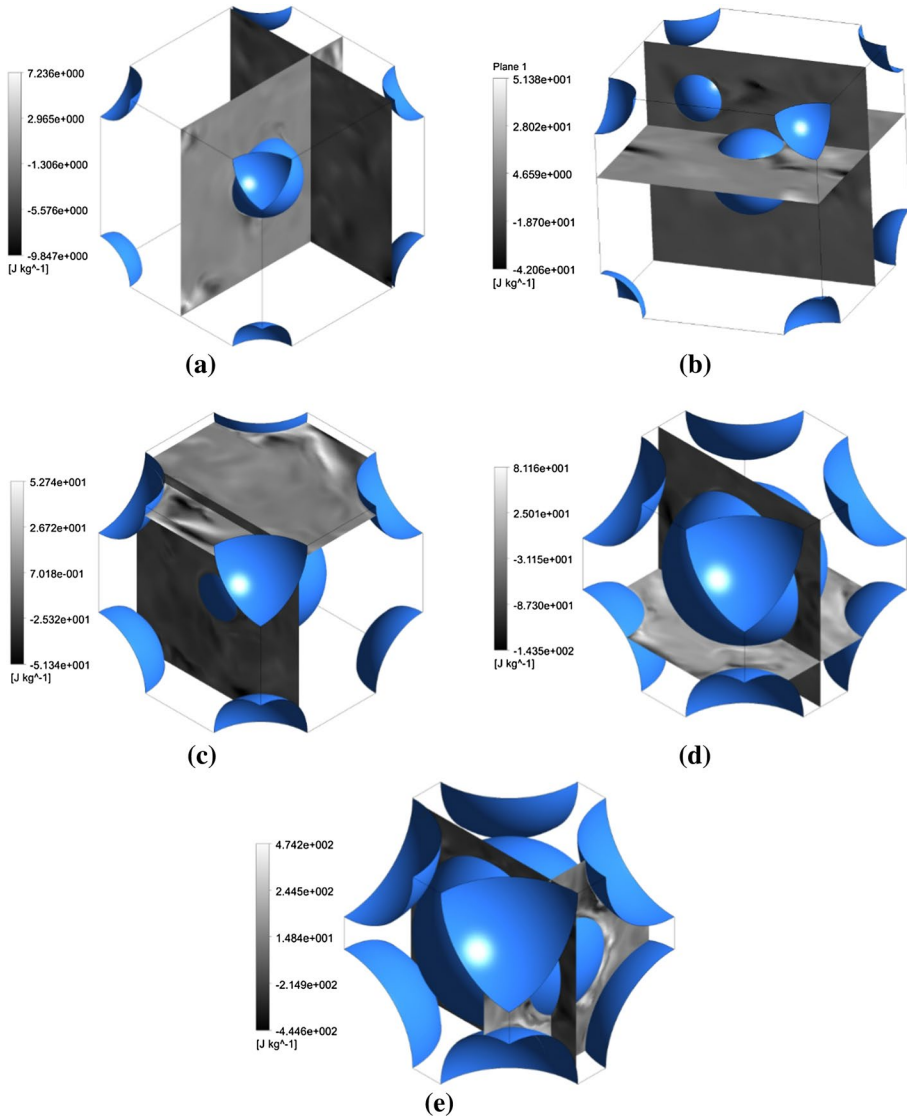 7.236e+000
2.965e+000
-1.306e+000
-5.576e+000
-9.847e+000
[J kg^-1]
(a)
Plane 1
5.138e+001
2.802e+001
4.659e+000
-1.870e+001
-4.206e+001
[J kg^-1]
(b)
5.274e+001
2.672e+001
7.018e-001
-2.532e+001
-5.134e+001
[J kg^-1]
(c)
8.116e+001
2.501e+001
-3.115e+001
-8.730e+001
-1.435e+002
[J kg^-1]
(d)
4.742e+002
2.445e+002
1.484e+001
-2.149e+002
-4.446e+002
[J kg^-1]
(e)